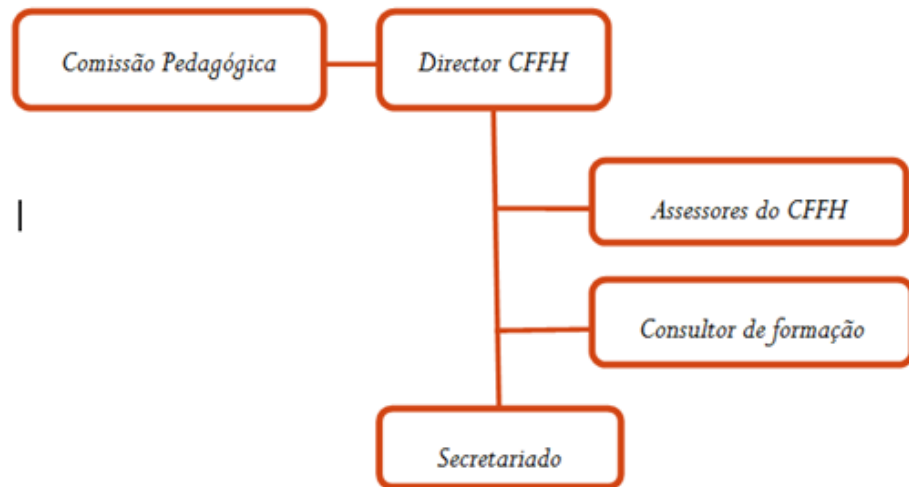 Comissão Pedagógica
Director CFFH
Assessores do CFFH
Consultor de formação
Secretariado